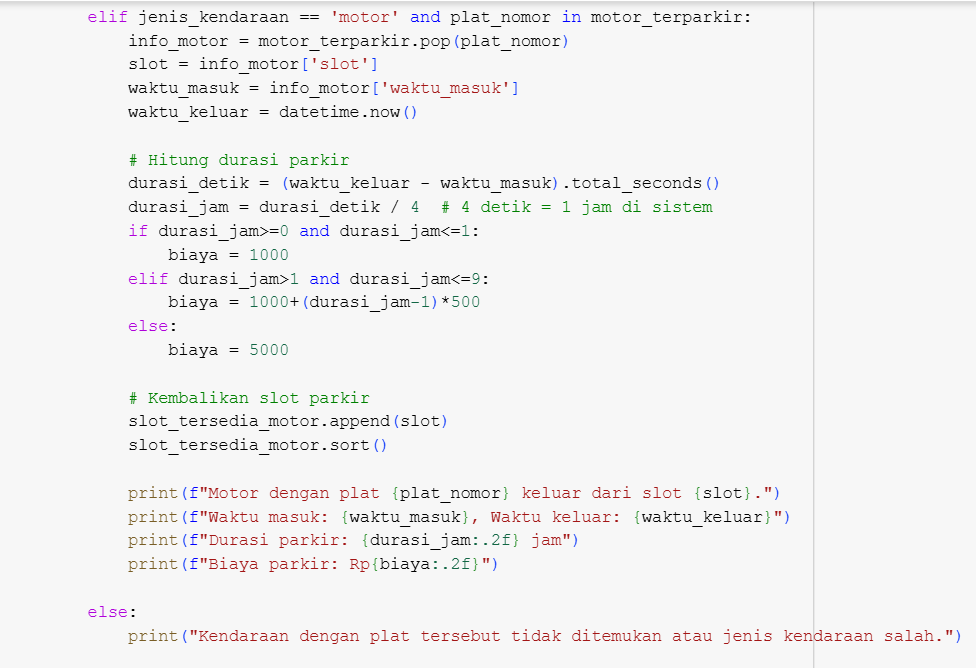 elif jenis_kendaraan == 'motor' and plat_nomor in motor_terparkir:
    info_motor = motor_terparkir.pop(plat_nomor)
    slot = info_motor['slot']
    waktu_masuk = info_motor['waktu_masuk']
    waktu_keluar = datetime.now()

    # Hitung durasi parkir
    durasi_detik = (waktu_keluar - waktu_masuk).total_seconds()
    durasi_jam = durasi_detik / 4  # 4 detik = 1 jam di sistem
    if durasi_jam>=0 and durasi_jam<=1:
        biaya = 1000
    elif durasi_jam>1 and durasi_jam<=9:
        biaya = 1000+(durasi_jam-1)*500
    else:
        biaya = 5000

    # Kembalikan slot parkir
    slot_tersedia_motor.append(slot)
    slot_tersedia_motor.sort()

    print(f"Motor dengan plat {plat_nomor} keluar dari slot {slot}.")
    print(f"Waktu masuk: {waktu_masuk}, Waktu keluar: {waktu_keluar}")
    print(f"Durasi parkir: {durasi_jam:.2f} jam")
    print(f"Biaya parkir: Rp{biaya:.2f}")

else:
    print("Kendaraan dengan plat tersebut tidak ditemukan atau jenis kendaraan salah.")